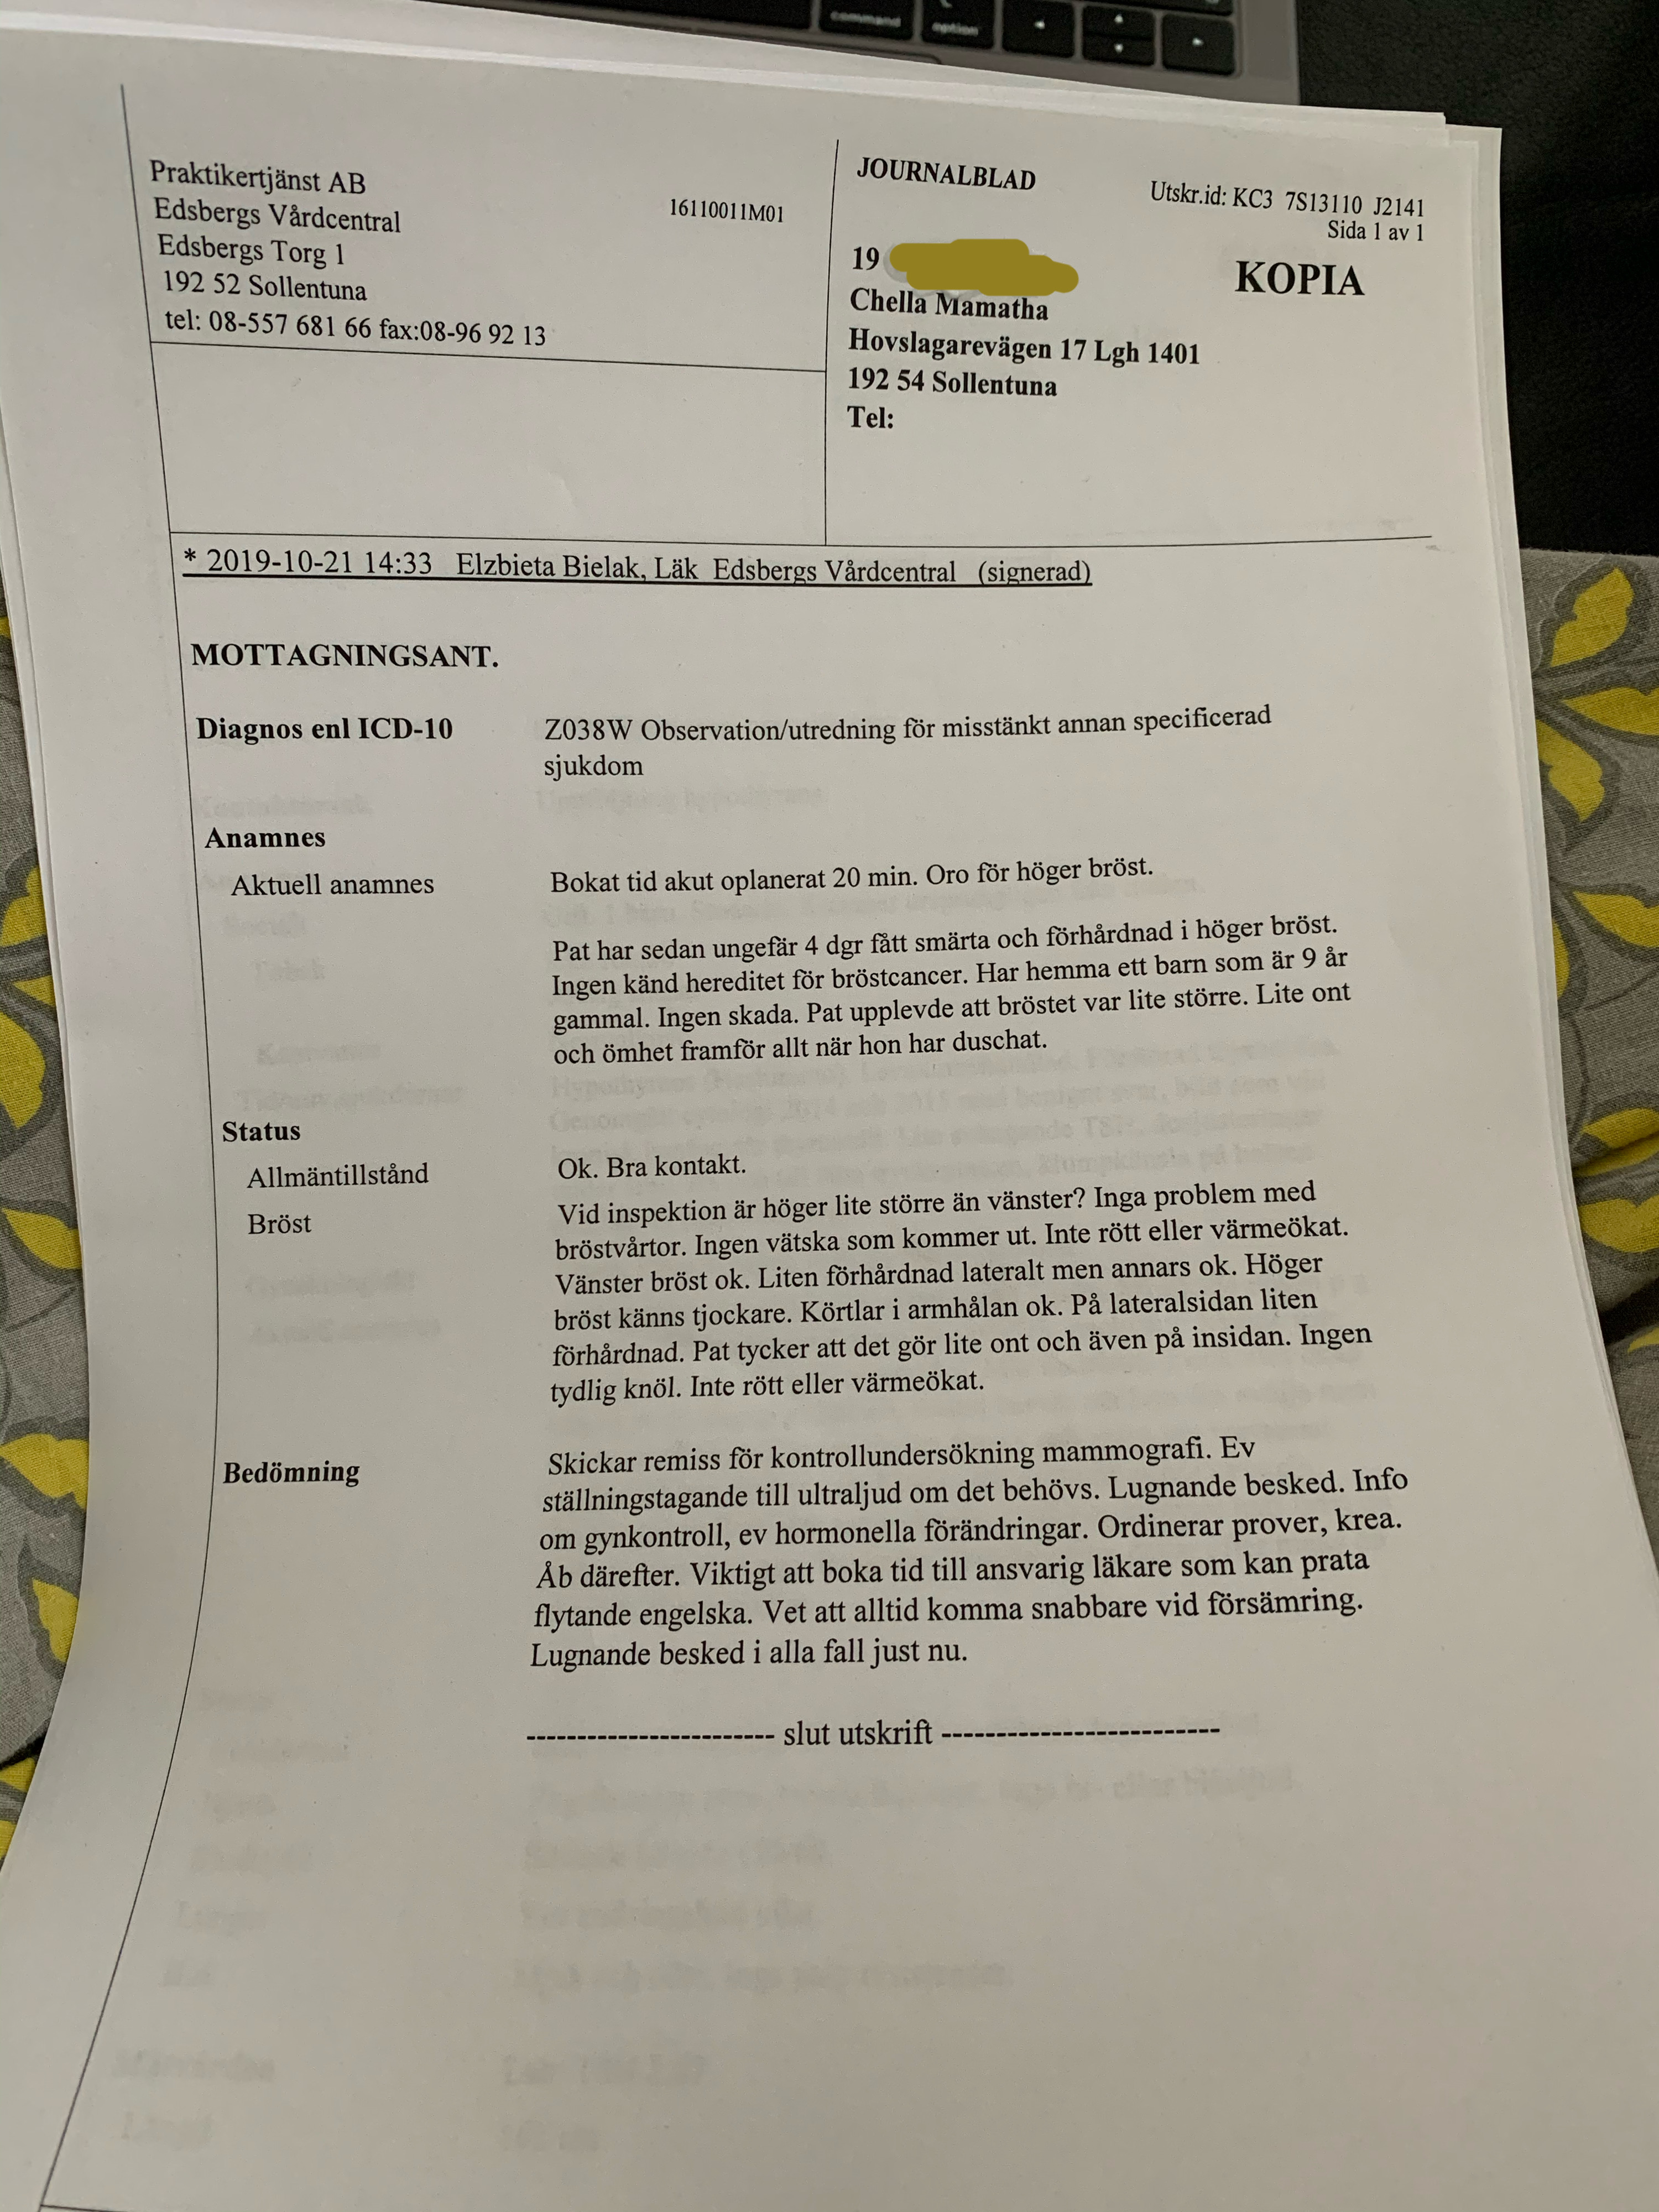 command
option
Praktikertjänst AB
Edsbergs Vårdcentral
Edsbergs Torg 1
192 52 Sollentuna
tel: 08-557 681 66 fax:08-96 92 13
16110011M01
JOURNALBLAD
Utskr.id: KC3 7S13110 J2141
Sida 1 av 1
KOPIA
19
Chella Mamatha
Hovslagarevägen 17 Lgh 1401
192 54 Sollentuna
Tel:
* 2019-10-21 14:33 Elzbieta Bielak, Läk Edsbergs Vårdcentral (signerad)
MOTTAGNINGSANT.
Diagnos enl ICD-10 Z038W Observation/utredning för misstänkt annan specificerad
sjukdom
Anamnes
Aktuell anamnes Bokat tid akut oplanerat 20 min. Oro för höger bröst.
Pat har sedan ungefär 4 dgr fått smärta och förhårdnad i höger bröst.
Ingen känd hereditet för bröstcancer. Har hemma ett barn som är 9 år
gammal. Ingen skada. Pat upplevde att bröstet var lite större. Lite ont
och ömhet framför allt när hon har duschat.
Status
Allmäntillstånd Ok. Bra kontakt.
Bröst Vid inspektion är höger lite större än vänster? Inga problem med
bröstvårtor. Ingen vätska som kommer ut. Inte rött eller värmeökat.
Vänster bröst ok. Liten förhårdnad lateralt men annars ok. Höger
bröst känns tjockare. Körtlar i armhålan ok. På lateralsidan liten
förhårdnad. Pat tycker att det gör lite ont och även på insidan. Ingen
tydlig knöl. Inte rött eller värmeökat.
Bedömning Skickar remiss för kontrollundersökning mammografi. Ev
ställningstagande till ultraljud om det behövs. Lugnande besked. Info
om gynkontroll, ev hormonella förändringar. Ordinerar prover, krea.
Åb därefter. Viktigt att boka tid till ansvarig läkare som kan prata
flytande engelska. Vet att alltid komma snabbare vid försämring.
Lugnande besked i alla fall just nu.
------------------------ slut utskrift ---------------------------